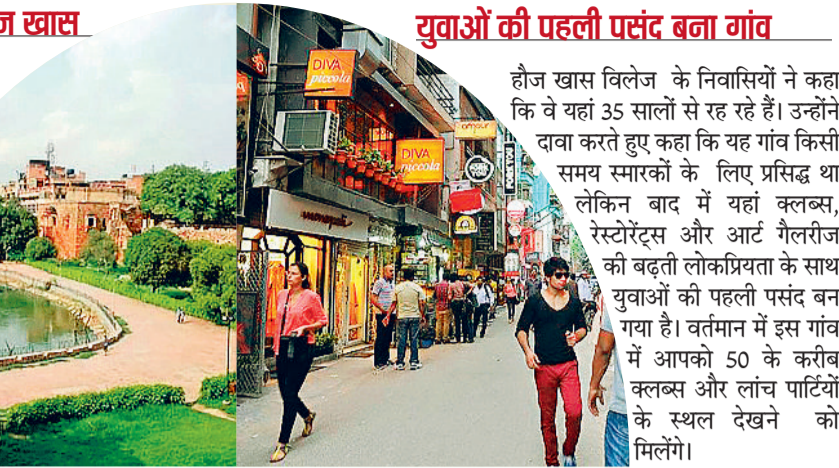 ज खास
युवाओं की पहली पसंद बना गांव
हौज खास विलेज के निवासियों ने कहा
कि वे यहां 35 सालों से रह रहे हैं। उन्होंने
दावा करते हुए कहा कि यह गांव किसी
समय स्मारकों के लिए प्रसिद्ध था
लेकिन बाद में यहां क्लब्स,
रेस्टोरेंट्स और आर्ट गैलरीज
की बढ़ती लोकप्रियता के साथ
युवाओं की पहली पसंद बन
गया है। वर्तमान में इस गांव
में आपको 50 के करीब
क्लब्स और लांच पार्टियों
के स्थल देखने को
मिलेंगे।
DIVA
piccola
DIVA
piccola
amour